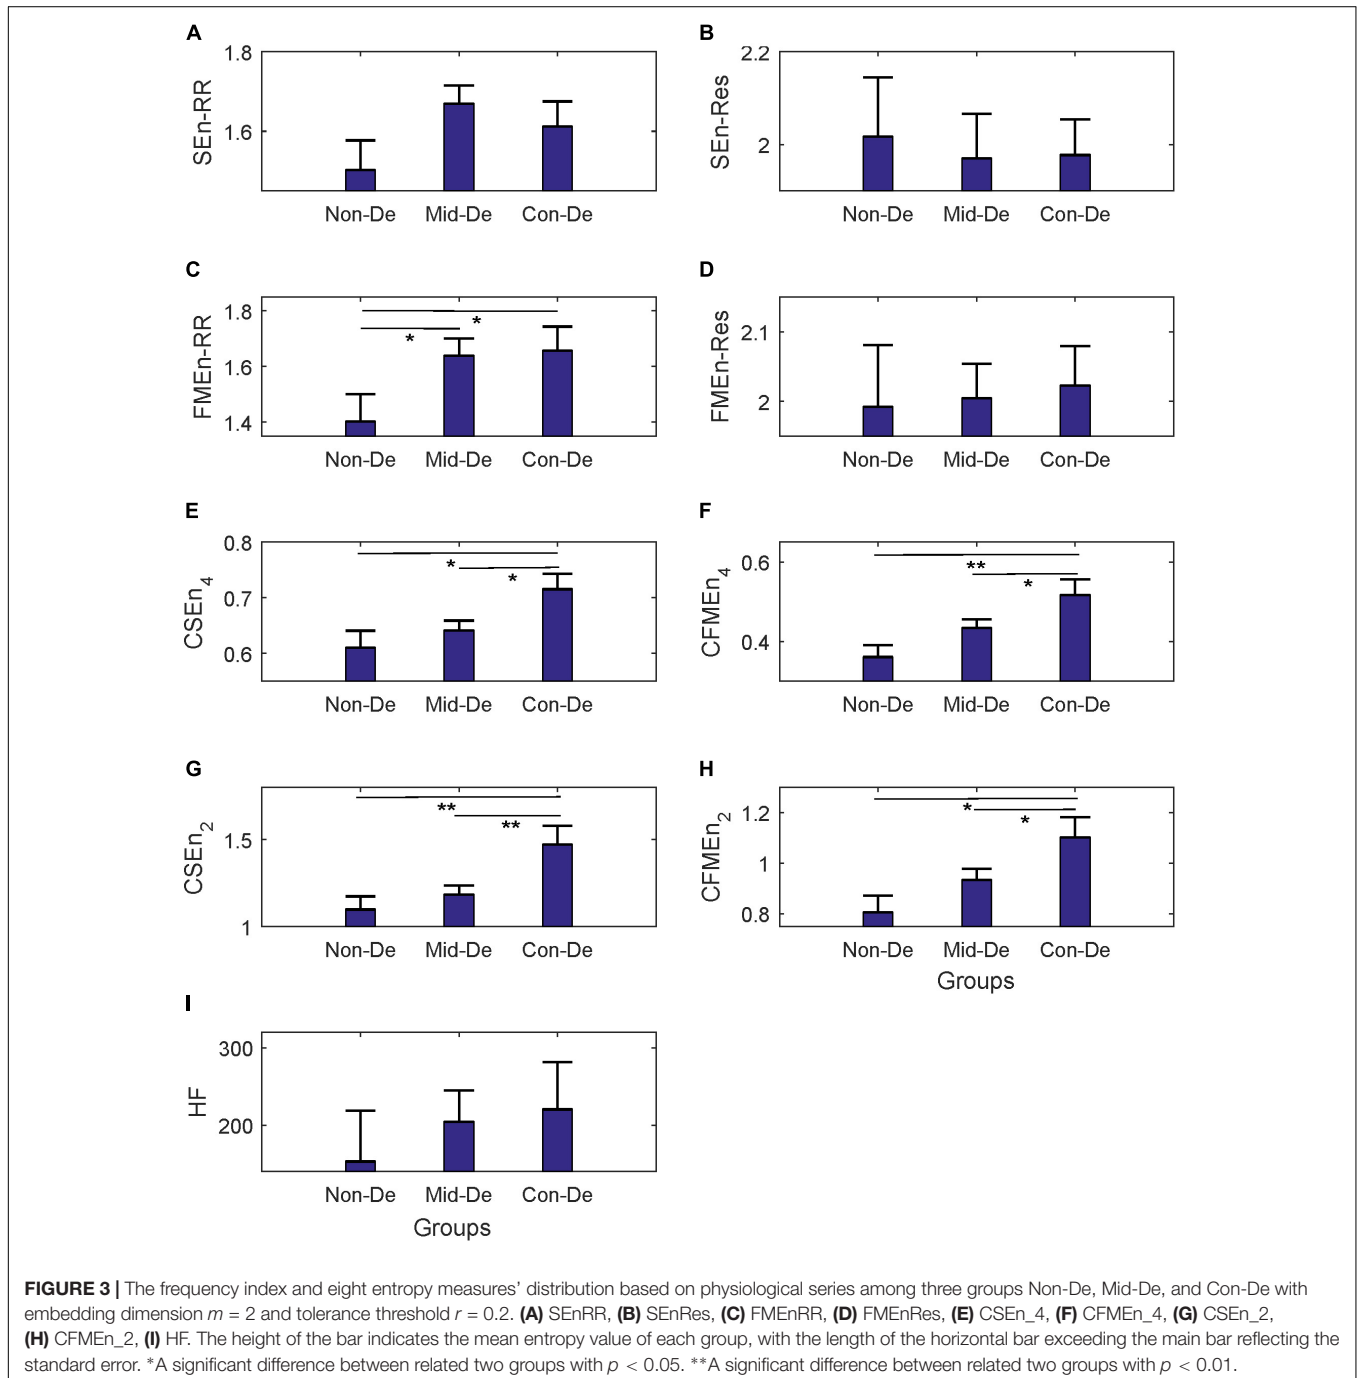 A
1.8
1.6
SEn-RR
Non-De Mid-De Con-De
B
2.2
2
SEn-Res
Non-De Mid-De Con-De
C
1.8
1.6
1.4
FMEn-RR
*
*
Non-De Mid-De Con-De
D
2.1
2
FMEn-Res
Non-De Mid-De Con-De
E
0.8
0.7
0.6
CSEn4
*
*
Non-De Mid-De Con-De
F
0.6
0.4
CFMEn4
**
*
Non-De Mid-De Con-De
G
1.5
1
CSEn2
**
**
Non-De Mid-De Con-De
H
1.2
1
0.8
CFMEn2
*
*
Non-De Mid-De Con-De
Groups
I
300
200
HF
Non-De Mid-De Con-De
Groups
FIGURE 3 | The frequency index and eight entropy measures' distribution based on physiological series among three groups Non-De, Mid-De, and Con-De with
embedding dimension m = 2 and tolerance threshold r = 0.2. (A) SEnRR, (B) SEnRes, (C) FMEnRR, (D) FMEnRes, (E) CSEn_4, (F) CFMEn_4, (G) CSEn_2,
(H) CFMEn_2, (I) HF. The height of the bar indicates the mean entropy value of each group, with the length of the horizontal bar exceeding the main bar reflecting the
standard error. *A significant difference between related two groups with p < 0.05. **A significant difference between related two groups with p < 0.01.